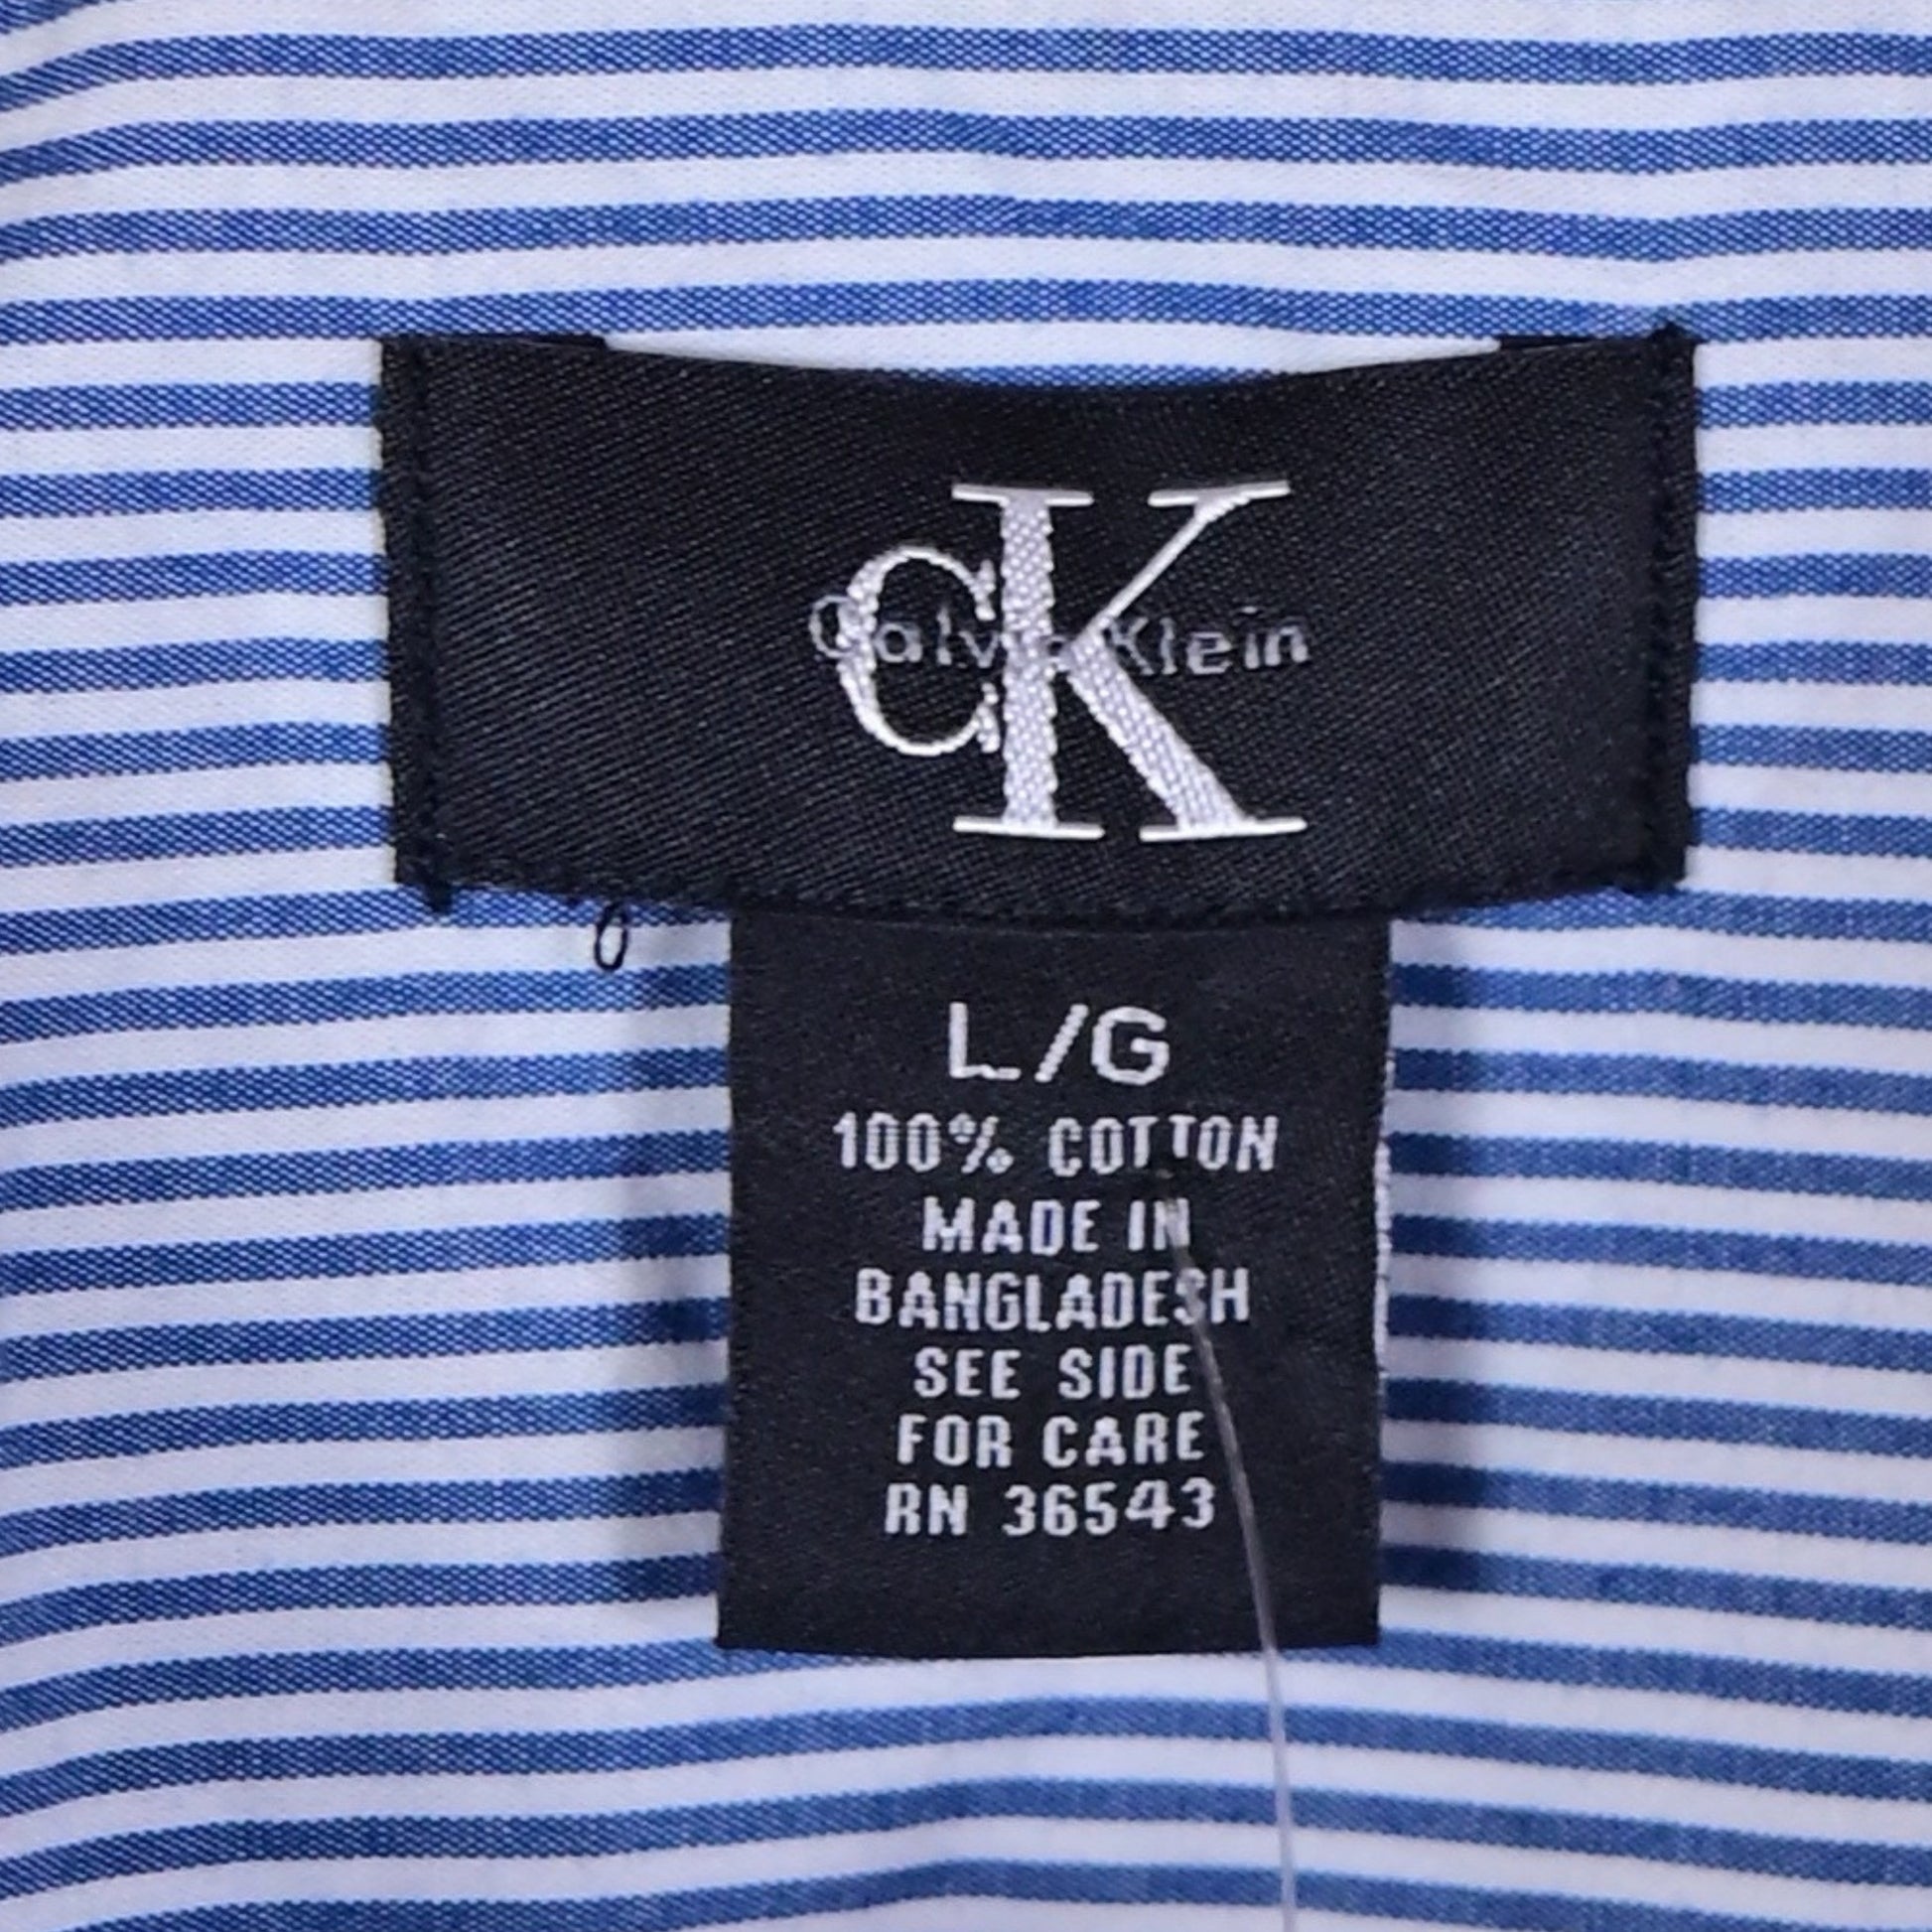 CK
Calvin Klein
L/G
100% COTTON
MADE IN
BANGLADESH
SEE SIDE
FOR CARE
RN 36543